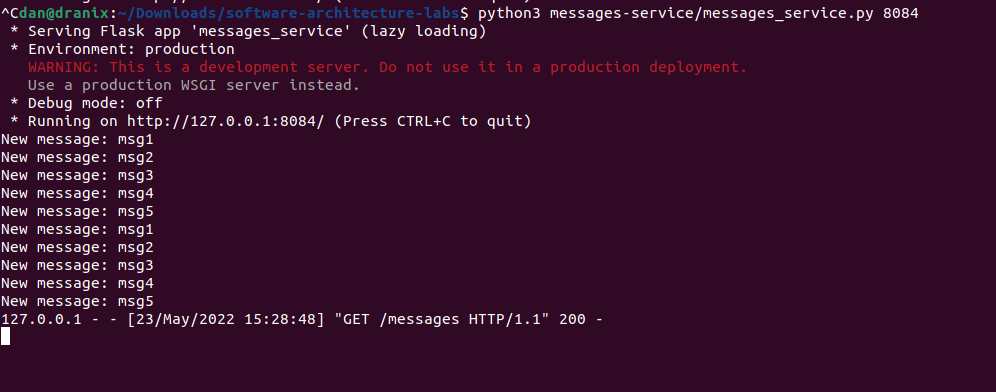 ^Cdan@dranix:~/Downloads/software-architecture-labs$ python3 messages-service/messages_service.py 8084
 * Serving Flask app 'messages_service' (lazy loading)
 * Environment: production
   WARNING: This is a development server. Do not use it in a production deployment.
   Use a production WSGI server instead.
 * Debug mode: off
 * Running on http://127.0.0.1:8084/ (Press CTRL+C to quit)
New message: msg1
New message: msg2
New message: msg3
New message: msg4
New message: msg5
New message: msg1
New message: msg2
New message: msg3
New message: msg4
New message: msg5
127.0.0.1 - - [23/May/2022 15:28:48] "GET /messages HTTP/1.1" 200 -